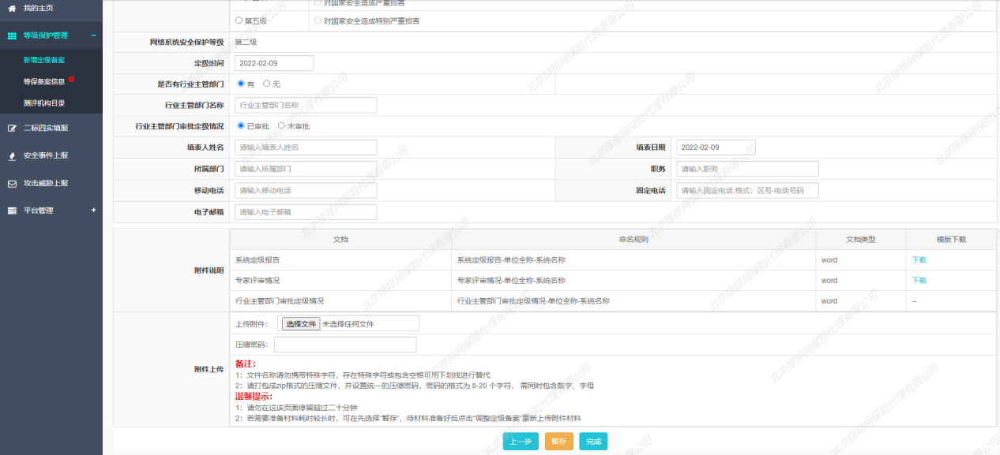 我的主页
等级保护管理 −
新增定级备案
等保备案信息
测评机构目录
二标四实填报
安全事件上报
攻击威胁上报
平台管理 +
对国家安全造成严重损害
第五级 对国家安全造成特别严重损害
网络系统安全保护等级 第二级
定级时间 2022-02-09
是否有行业主管部门 有 无
行业主管部门名称 行业主管部门名称
行业主管部门审批定级情况 已审批 未审批
填表人姓名 请输入填表人姓名 填表日期 2022-02-09
所属部门 请输入所属部门 职务 请输入职务
移动电话 请输入移动电话 固定电话 请输入固定电话,格式：区号-电话号码
电子邮箱 请输入电子邮箱
附件说明
文档 命名规则 文档类型 模版下载
系统定级报告 系统定级报告-单位全称-系统名称 word 下载
专家评审情况 专家评审情况-单位全称-系统名称 word 下载
行业主管部门审批定级情况 行业主管部门审批定级情况-单位全称-系统名称 word --
附件上传
上传附件： 选择文件 未选择任何文件
压缩密码：
备注：
1：文件名称请勿携带特殊字符，存在特殊字符或包含空格可用下划线进行替代
2：请打包成zip格式的压缩文件，并设置统一的压缩密码，密码的格式为 8-20 个字符， 需同时包含数字、字母
温馨提示：
1：请勿在这该页面停留超过二十分钟
2：若需要准备材料耗时较长时，可在先选择"暂存"，待材料准备好后点击"调整定级备案"重新上传附件材料
上一步 暂存 完成
北京排排网保险代理有限公司